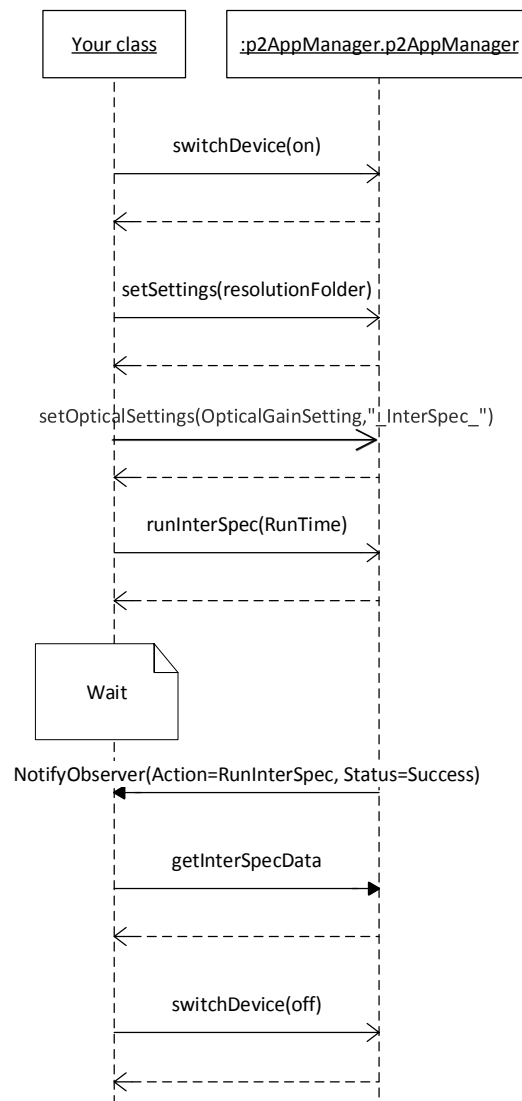 Your class
:p2AppManager.p2AppManager
switchDevice(on)
setSettings(resolutionFolder)
setOpticalSettings(OpticalGainSetting,"_InterSpec_")
runInterSpec(RunTime)
Wait
NotifyObserver(Action=RunInterSpec, Status=Success)
getInterSpecData
switchDevice(off)